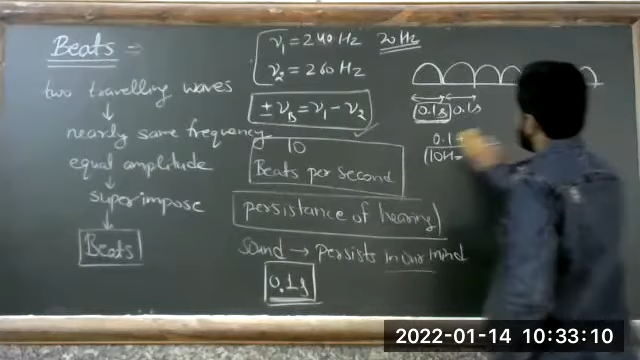 Beats :-
two travelling waves
↓
nearly same frequency
↓
equal amplitude
↓
superimpose
↓
Beats
ν₁ = 240 Hz 20 Hz
ν₂ = 260 Hz
± ν_B = ν₁ - ν₂
10
Beats per second
persistance of hearing
sound → persists in our mind
0.1s
0.1s 0.1s
0.1
10H=
2022-01-14 10:33:10